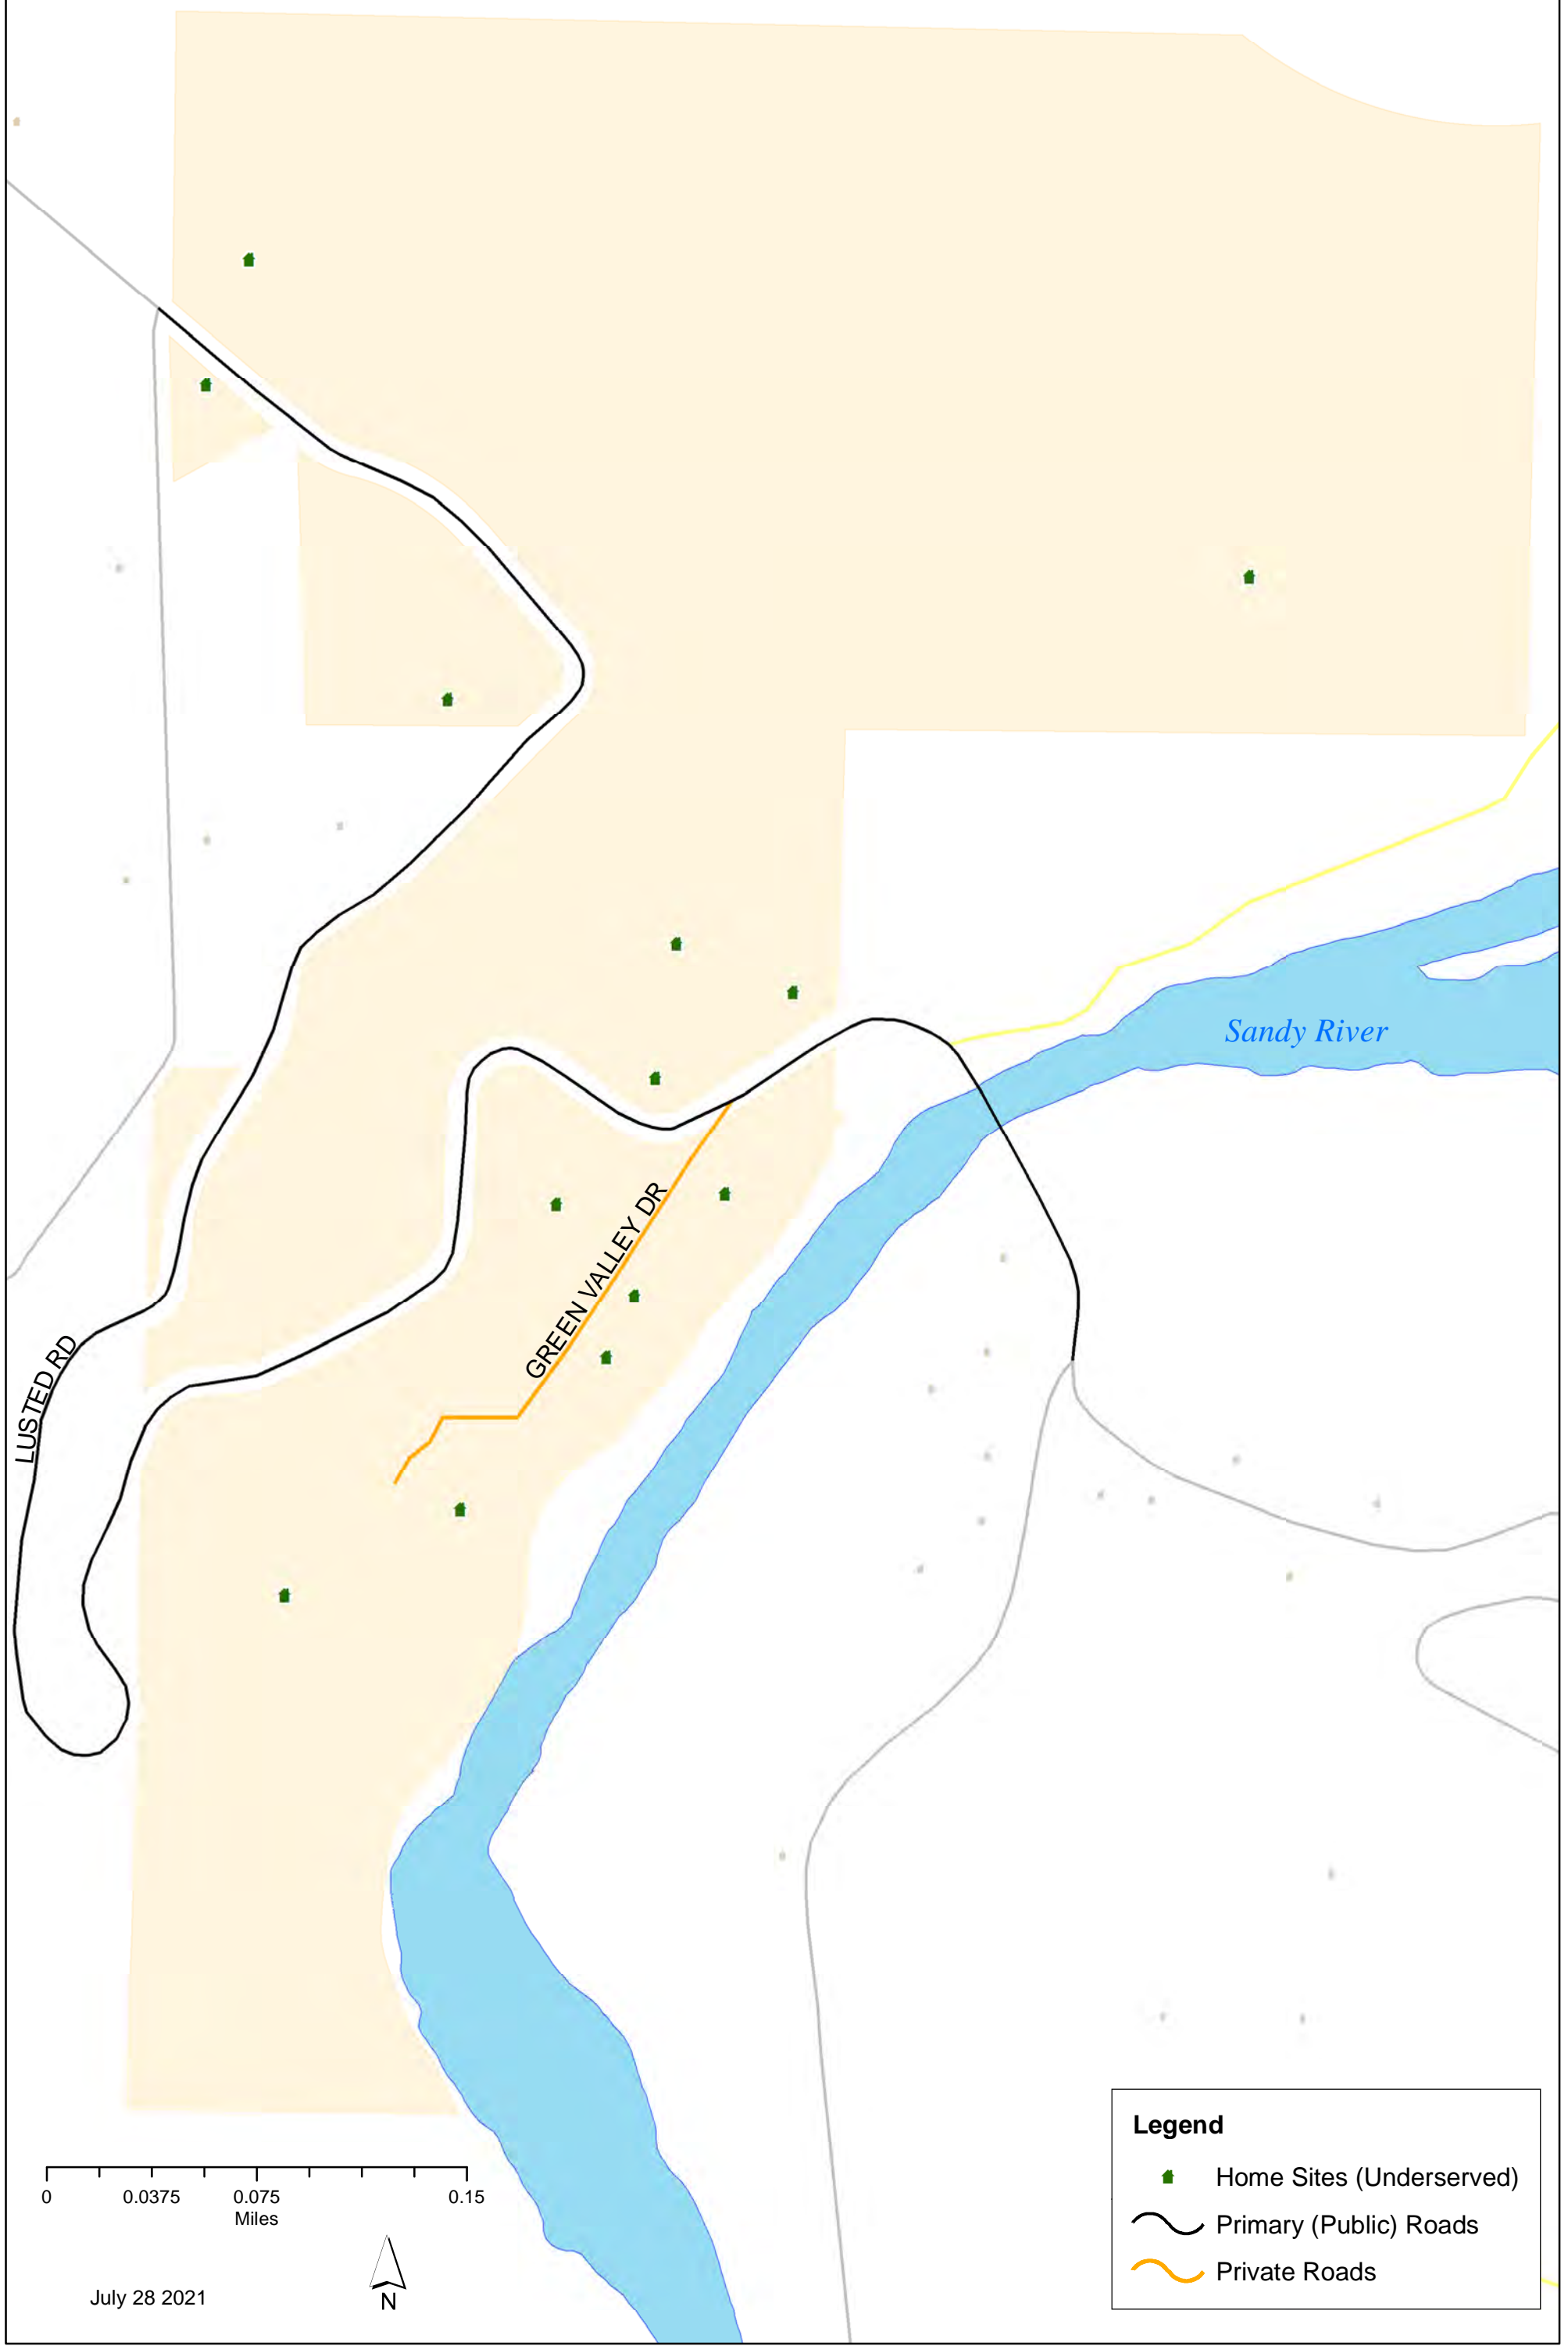 Sandy River
GREEN VALLEY DR
LUSTED RD
Legend
Home Sites (Underserved)
Primary (Public) Roads
Private Roads
0 0.0375 0.075 0.15
Miles
N
July 28 2021